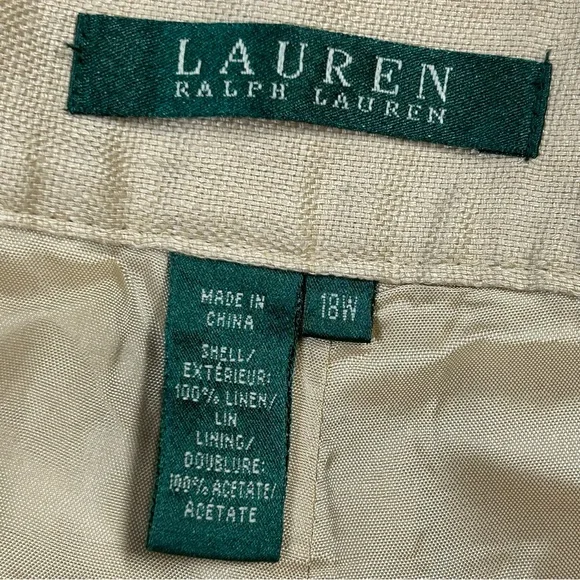 LAUREN
RALPH LAUREN
MADE IN
CHINA
18W
SHELL/
EXTÉRIEUR:
100% LINEN/
LIN
LINING/
DOUBLURE:
100% ACETATE/
ACÉTATE